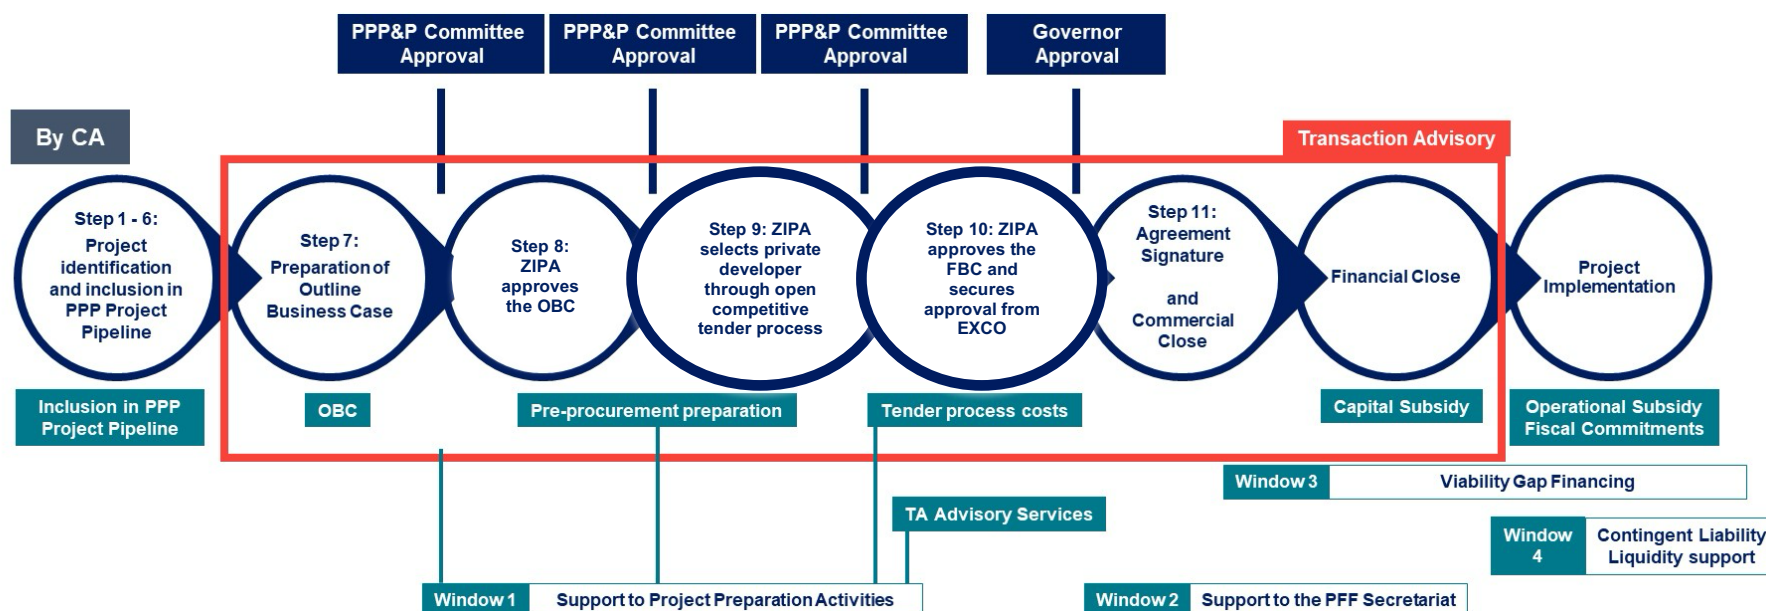 PPP&P Committee
Approval
PPP&P Committee
Approval
PPP&P Committee
Approval
Governor
Approval
By CA
Transaction Advisory
Step 1 - 6:
Project
identification
and inclusion in
PPP Project
Pipeline
Step 7:
Preparation of
Outline
Business Case
Step 8:
ZIPA
approves
the OBC
Step 9: ZIPA
selects private
developer
through open
competitive
tender process
Step 10: ZIPA
approves the
FBC and
secures
approval from
EXCO
Step 11:
Agreement
Signature
and
Commercial
Close
Financial Close
Project
Implementation
Inclusion in PPP
Project Pipeline
OBC
Pre-procurement preparation
Tender process costs
Capital Subsidy
Operational Subsidy
Fiscal Commitments
Window 3
Viability Gap Financing
TA Advisory Services
Window
4
Contingent Liability
Liquidity support
Window 1
Support to Project Preparation Activities
Window 2
Support to the PFF Secretariat